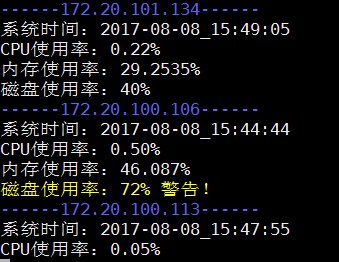 ------172.20.101.134------
系统时间：2017-08-08_15:49:05
CPU使用率：0.22%
内存使用率：29.2535%
磁盘使用率：40%
------172.20.100.106------
系统时间：2017-08-08_15:44:44
CPU使用率：0.50%
内存使用率：46.087%
磁盘使用率：72% 警告！
------172.20.100.113------
系统时间：2017-08-08_15:47:55
CPU使用率：0.05%